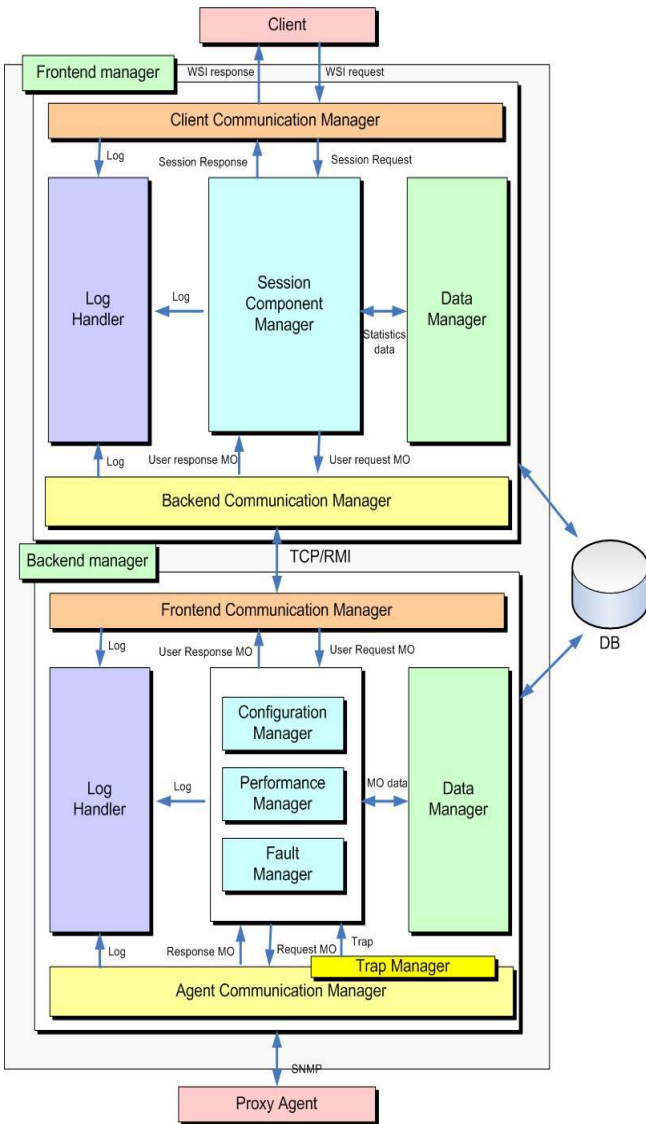 Client
Frontend manager
WSI response
WSI request
Client Communication Manager
Log
Session Response
Session Request
Log
Handler
Log
Session
Component
Manager
Statistics
data
Data
Manager
Log
User response MO
User request MO
Backend Communication Manager
Backend manager
TCP/RMI
DB
Frontend Communication Manager
Log
User Response MO
User Request MO
Log
Handler
Log
Configuration
Manager
Performance
Manager
Fault
Manager
MO data
Data
Manager
Log
Response MO
Request MO
Trap
Trap Manager
Agent Communication Manager
SNMP
Proxy Agent